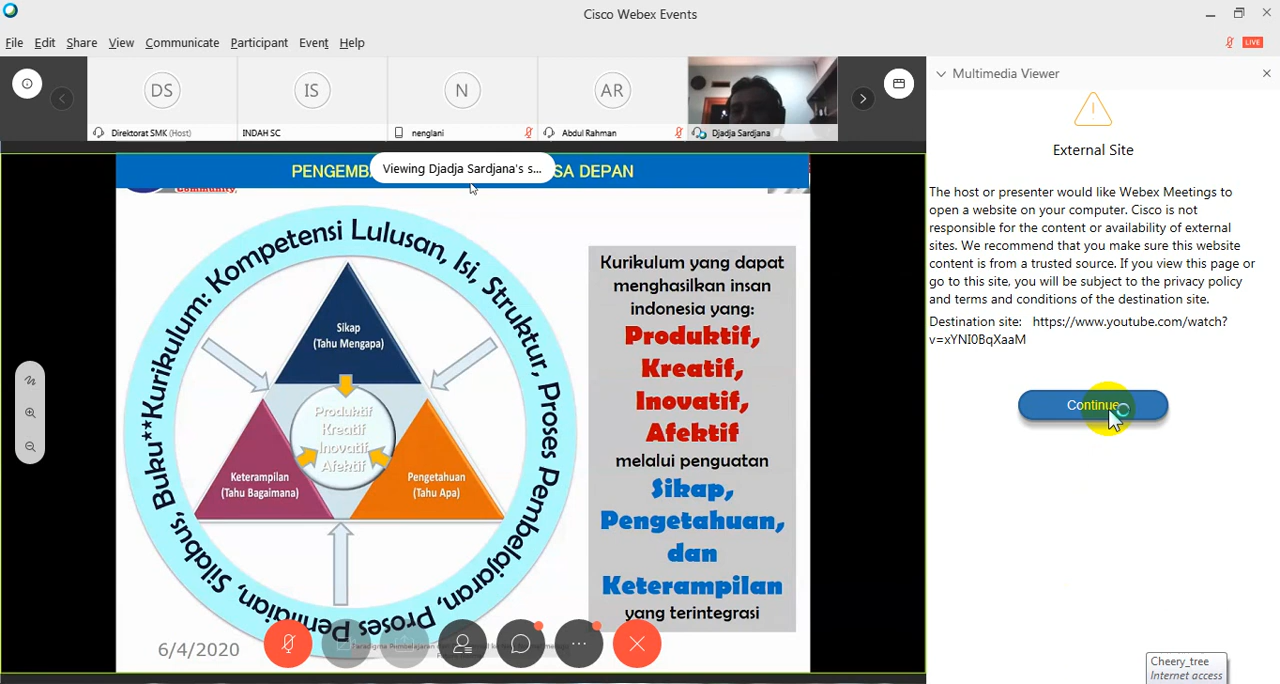 Cisco Webex Events
File Edit Share View Communicate Participant Event Help
LIVE
DS
IS
N
AR
Direktorat SMK (Host)
INDAH SC
nenglani
Abdul Rahman
Djadja Sardjana
Viewing Djadja Sardjana's s...
PENGEMB
SA DEPAN
Community,
Buku**Kurikulum: Kompetensi Lulusan, Isi, Struktur, Proses Pembelajaran, Proses Penilaian, Silabus,
Sikap
(Tahu Mengapa)
Produktif
Kreatif
Inovatif
Afektif
Keterampilan
(Tahu Bagaimana)
Pengetahuan
(Tahu Apa)
Kurikulum yang dapat
menghasilkan insan
indonesia yang:
Produktif,
Kreatif,
Inovatif,
Afektif
melalui penguatan
Sikap,
Pengetahuan,
dan
Keterampilan
yang terintegrasi
6/4/2020
Paradigma Pembelajaran
Multimedia Viewer
External Site
The host or presenter would like Webex Meetings to
open a website on your computer. Cisco is not
responsible for the content or availability of external
sites. We recommend that you make sure this website
content is from a trusted source. If you view this page or
go to this site, you will be subject to the privacy policy
and terms and conditions of the destination site.
Destination site: https://www.youtube.com/watch?
v=xYNI0BqXaaM
Continue
Cheery_tree
Internet access